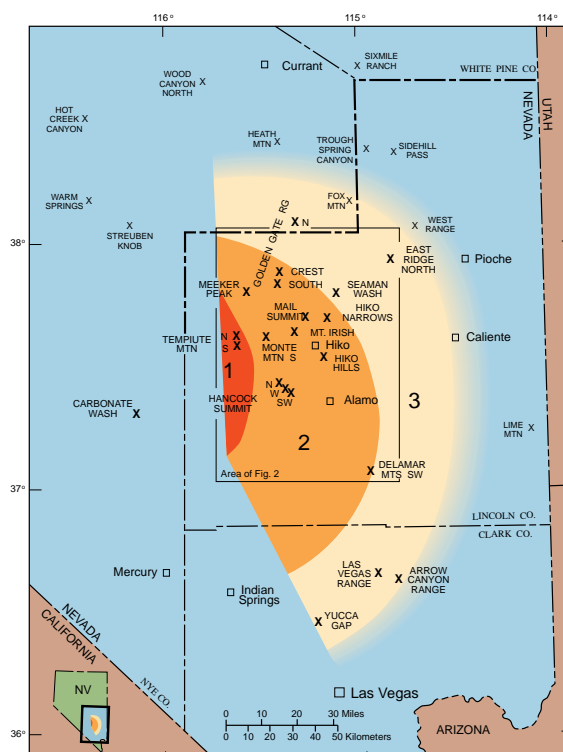 116°
115°
114°
Currant
SIXMILE
RANCH
WHITE PINE CO.
NEVADA
UTAH
WOOD
CANYON
NORTH
HOT
CREEK
CANYON
HEATH
MTN
TROUGH
SPRING
CANYON
SIDEHILL
PASS
WARM
SPRINGS
STREUBEN
KNOB
FOX
MTN
WEST
RANGE
38°
38°
GOLDEN GATE RG
N
EAST
RIDGE
NORTH
Pioche
CREST
SOUTH
MEEKER
PEAK
SEAMAN
WASH
MAIL
SUMMIT
HIKO
NARROWS
MT. IRISH
TEMPIUTE
MTN
N
S
MONTE
MTN S
Hiko
HIKO
HILLS
Caliente
1
HANCOCK
SUMMIT
N
W
SW
Alamo
3
CARBONATE
WASH
2
LIME
MTN
Area of Fig. 2
DELAMAR
MTS SW
37°
37°
LINCOLN CO.
CLARK CO.
Mercury
Indian
Springs
LAS
VEGAS
RANGE
ARROW
CANYON
RANGE
YUCCA
GAP
NEVADA
CALIFORNIA
NYE CO.
NV
Las Vegas
0 10 20 30 Miles
0 10 20 30 40 50 Kilometers
ARIZONA
36°